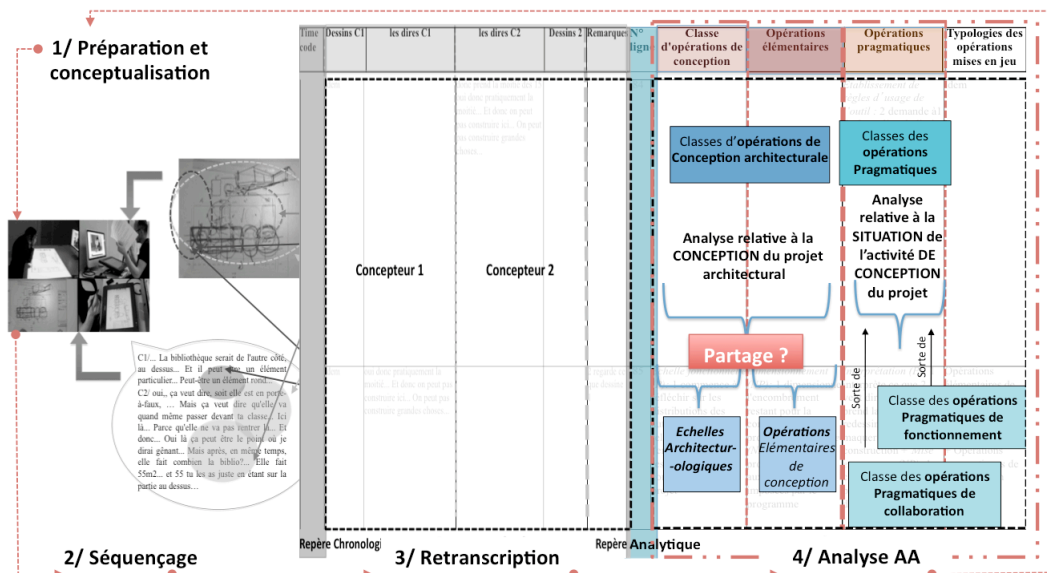 1/ Préparation et
conceptualisation
Time
code
Dessins C1
les dires C1
les dires C2
Dessins 2
Remarques
N°
ligne
Classe
d'opérations de
conception
Opérations
élémentaires
Opérations
pragmatiques
Typologies des
opérations
mises en jeu
Classes d'opérations de
Conception architecturale
Classes des
opérations
Pragmatiques
Analyse relative à la
CONCEPTION du projet
architectural
Analyse
relative à la
SITUATION de
l'activité DE
CONCEPTION
du projet
Concepteur 1
Concepteur 2
Partage ?
Sorte de
Sorte de
C1/... La bibliothèque serait de l'autre côté,
au dessus... Et il peut être un élément
particulier... Peut-être un élément rond...
C2/ oui,, ça veut dire, soit elle est en porte-
à-faux, … Mais ça veut dire qu'elle va
quand même passer devant ta classe... Ici
là... Parce qu'elle ne va pas rentrer là... Et
donc... Oui là ça peut être le point où je
dirai gênant... Mais après, en même temps,
elle fait combien la biblio?... Elle fait
55m2... et 55 tu les as juste en étant sur la
partie au dessus…
Echelles
Architectur-
ologiques
Opérations
Elémentaires
de
conception
Classe des opérations
Pragmatiques de
fonctionnement
Classe des opérations
Pragmatiques de
collaboration
programme
Repère Chronologi
Repère Analytique
2/ Séquençage
3/ Retranscription
4/ Analyse AA